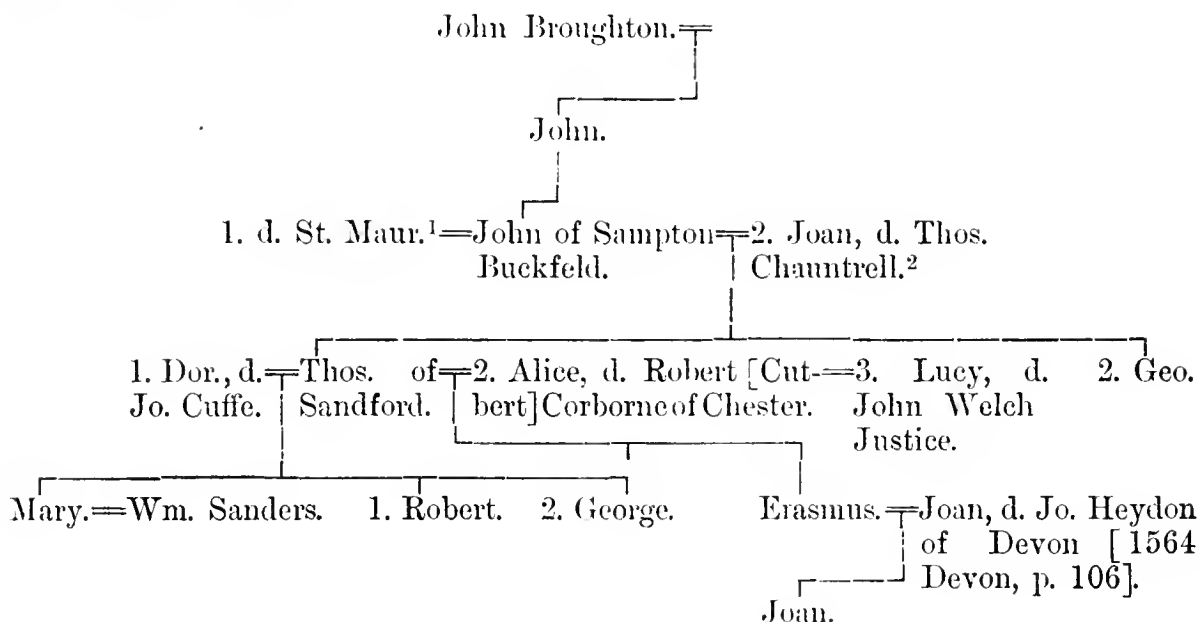 John Broughton.
John.
1. d. St. Maur.¹=John of Sampton=2. Joan, d. Thos.
Buckfeld. Chauntrell.²
1. Dor., d.=Thos. of=2. Alice, d. Robert [Cut-=3. Lucy, d. 2. Geo.
Jo. Cuffe. Sandford. bert] Corborne of Chester. John Welch
Justice.
Mary.=Wm. Sanders. 1. Robert. 2. George. Erasmus.=Joan, d. Jo. Heydon
of Devon [1564
Devon, p. 106].
Joan.